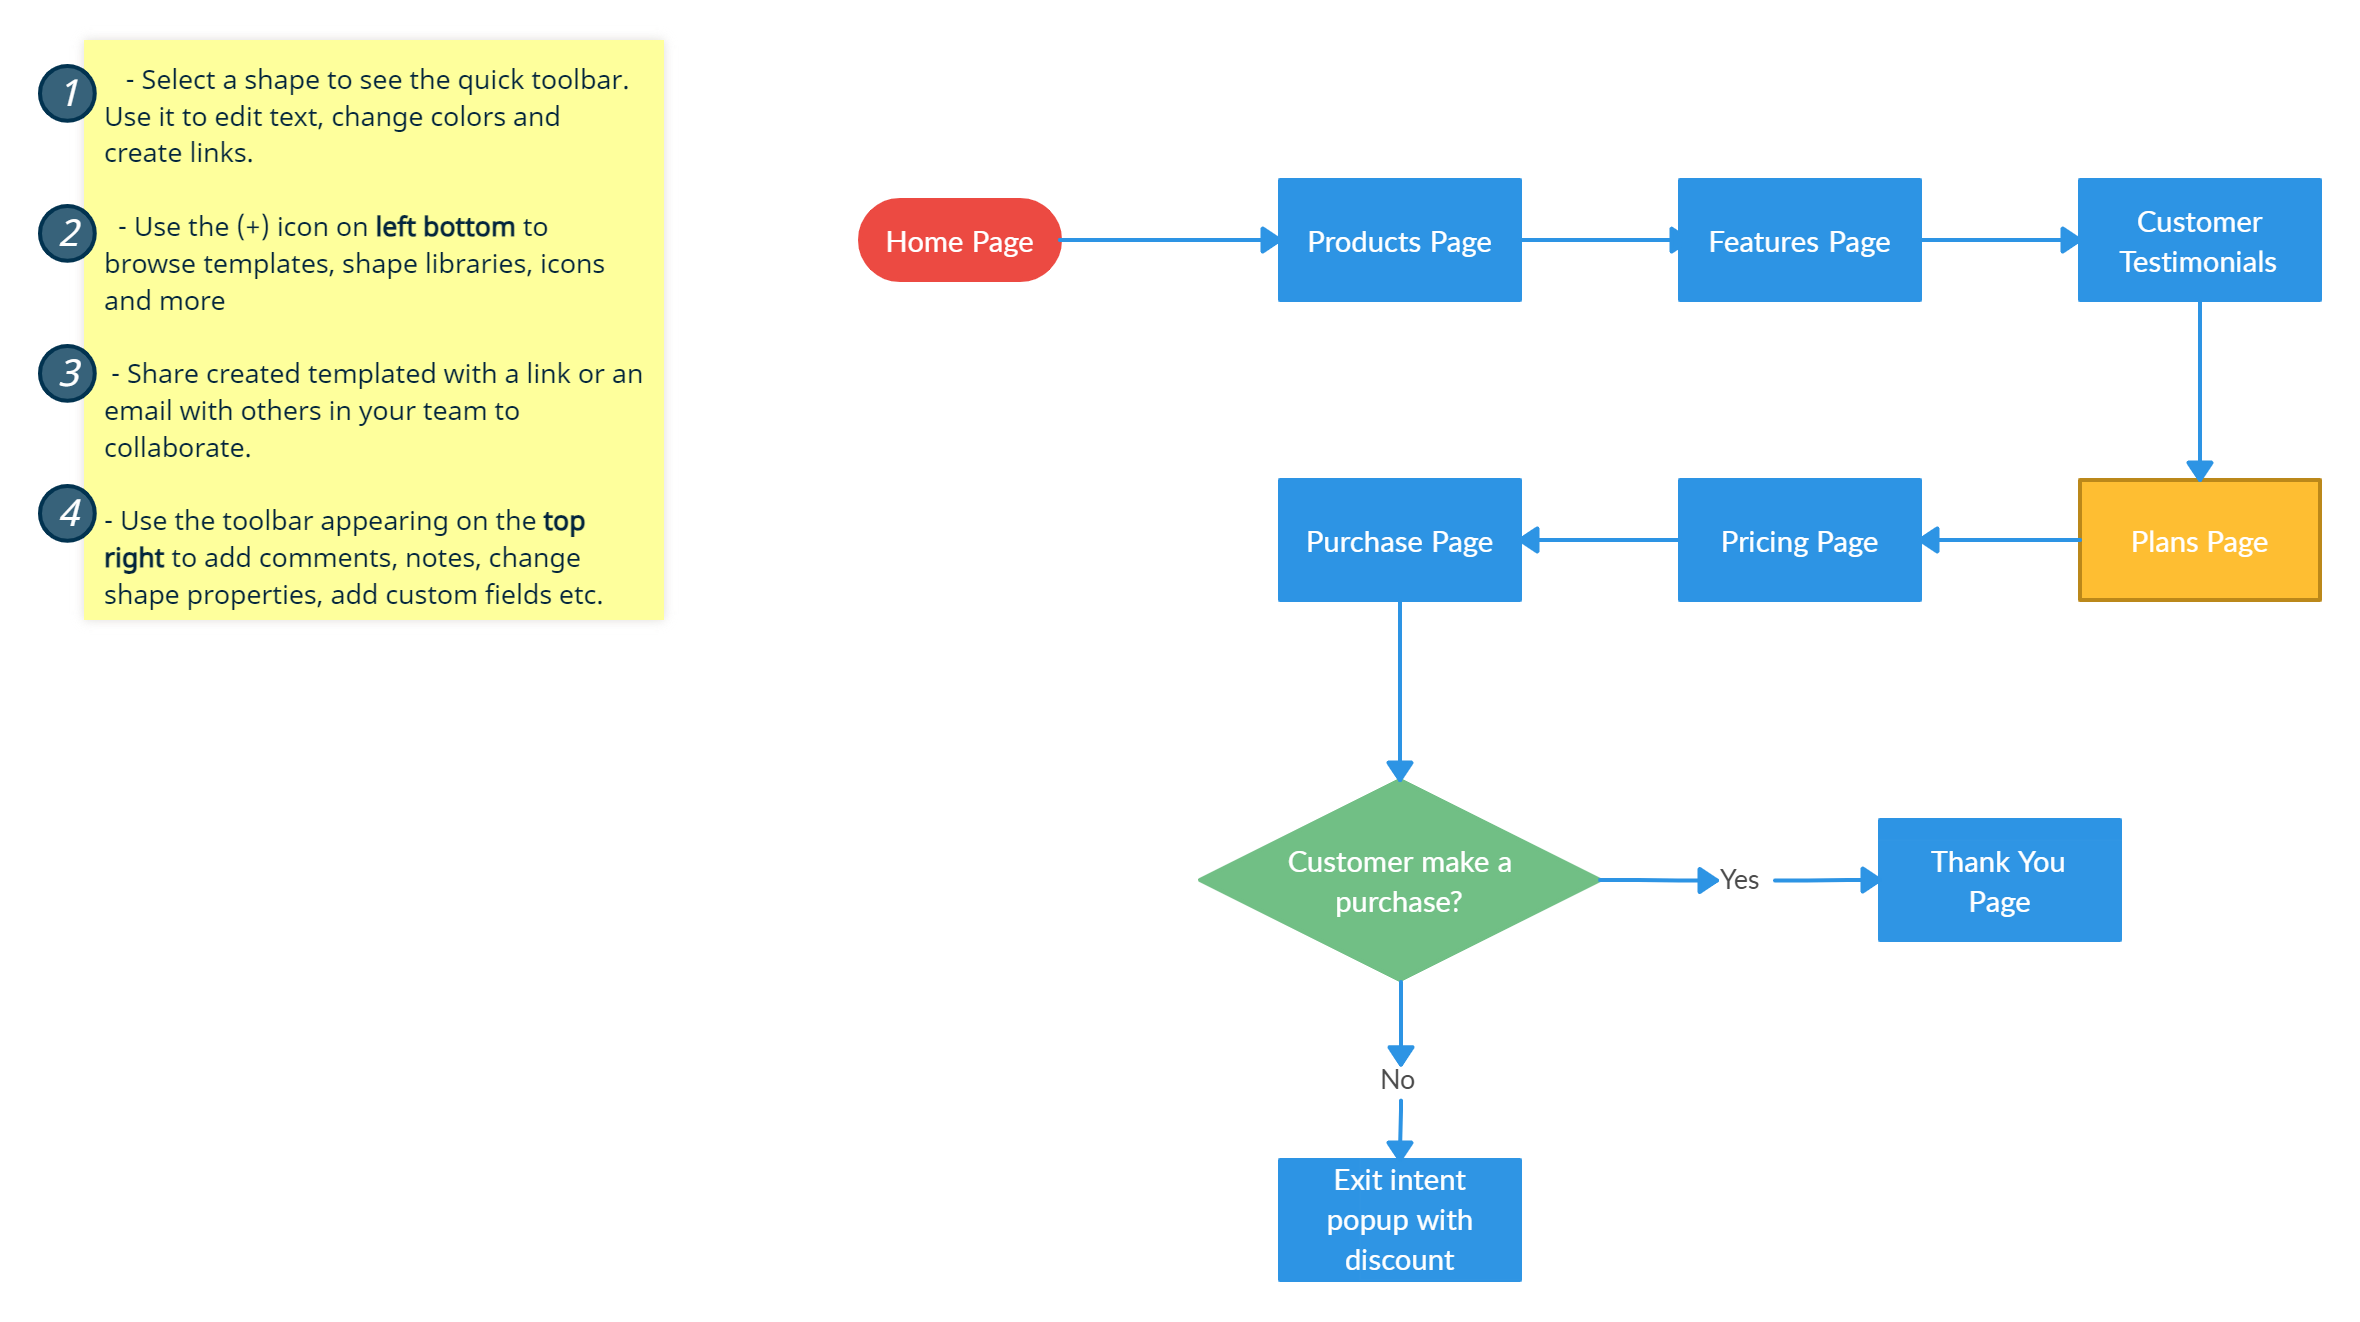 1
- Select a shape to see the quick toolbar.
Use it to edit text, change colors and
create links.
2
- Use the (+) icon on left bottom to
browse templates, shape libraries, icons
and more
3
- Share created templated with a link or an
email with others in your team to
collaborate.
4
- Use the toolbar appearing on the top
right to add comments, notes, change
shape properties, add custom fields etc.
Home Page
Products Page
Features Page
Customer
Testimonials
Plans Page
Pricing Page
Purchase Page
Customer make a
purchase?
Yes
Thank You
Page
No
Exit intent
popup with
discount